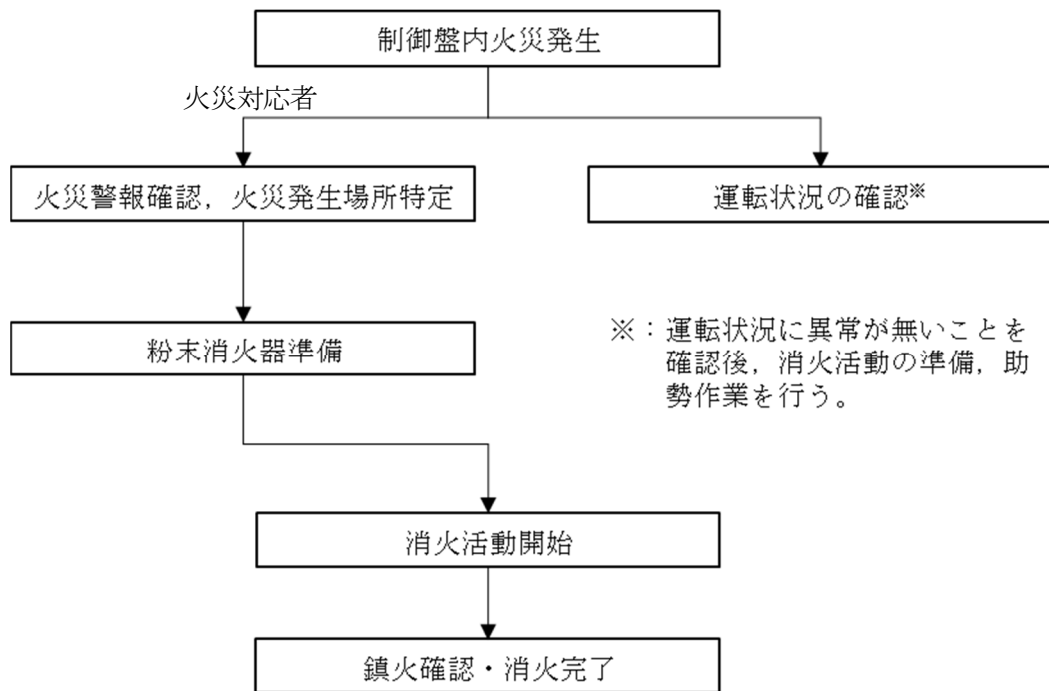 制御盤内火災発生
火災対応者
火災警報確認，火災発生場所特定
運転状況の確認※
粉末消火器準備
※：運転状況に異常が無いことを
確認後，消火活動の準備，助
勢作業を行う。
消火活動開始
鎮火確認・消火完了